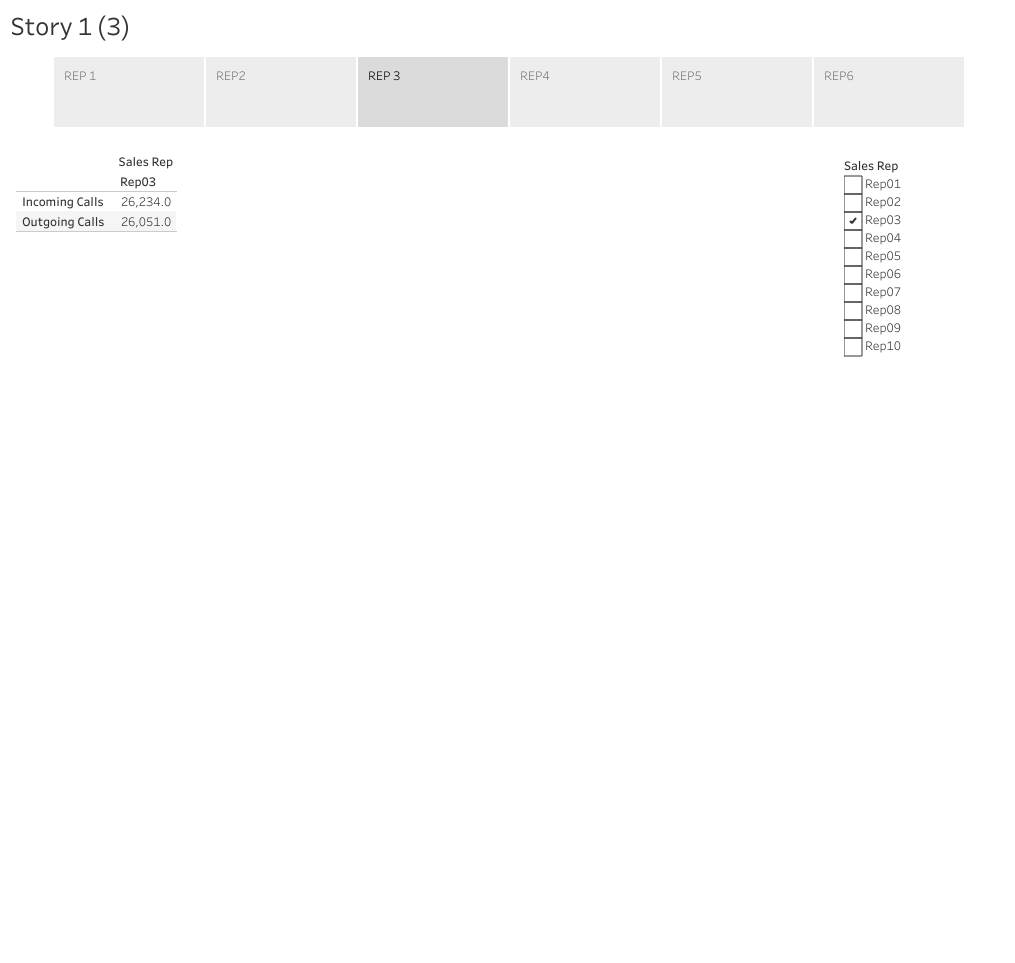 Story 1 (3)
REP 1 REP2 REP 3 REP4 REP5 REP6
Sales Rep
Rep03
Incoming Calls 26,234.0
Outgoing Calls 26,051.0
Sales Rep
Rep01
Rep02
Rep03
Rep04
Rep05
Rep06
Rep07
Rep08
Rep09
Rep10